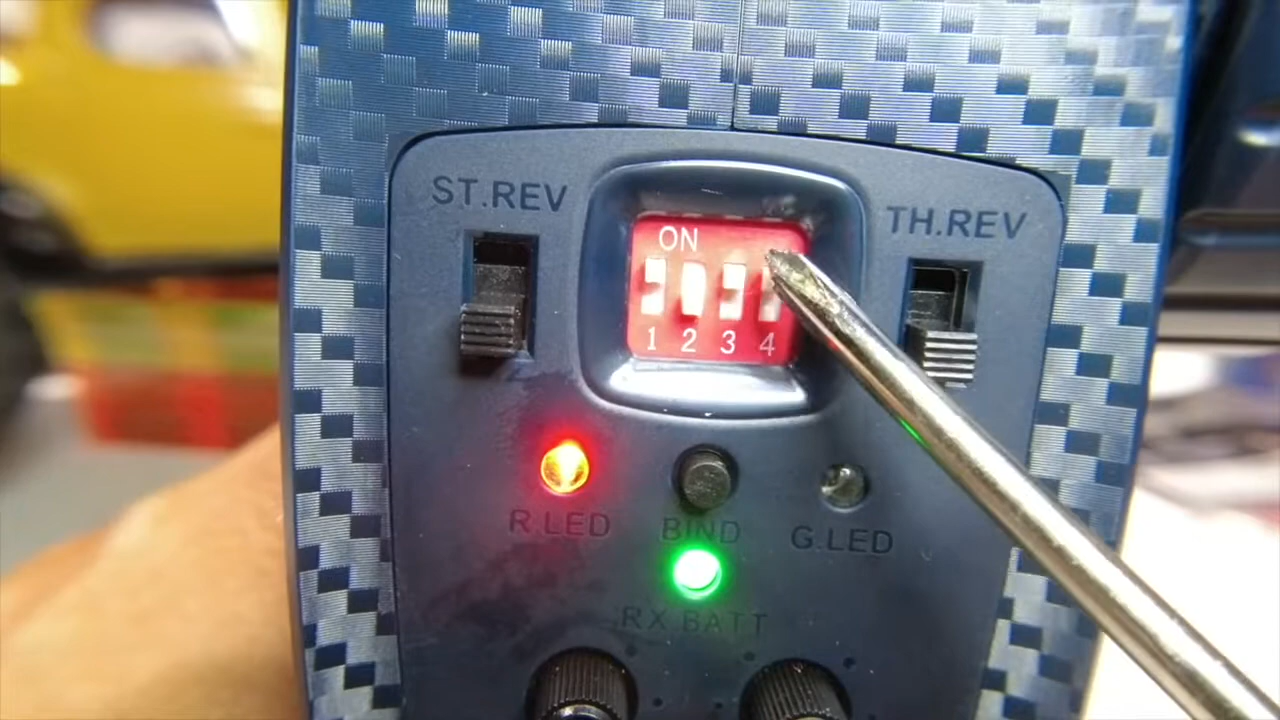 ST.REV
TH.REV
ON
1 2 3 4
R.LED
BIND
G.LED
RX BATT